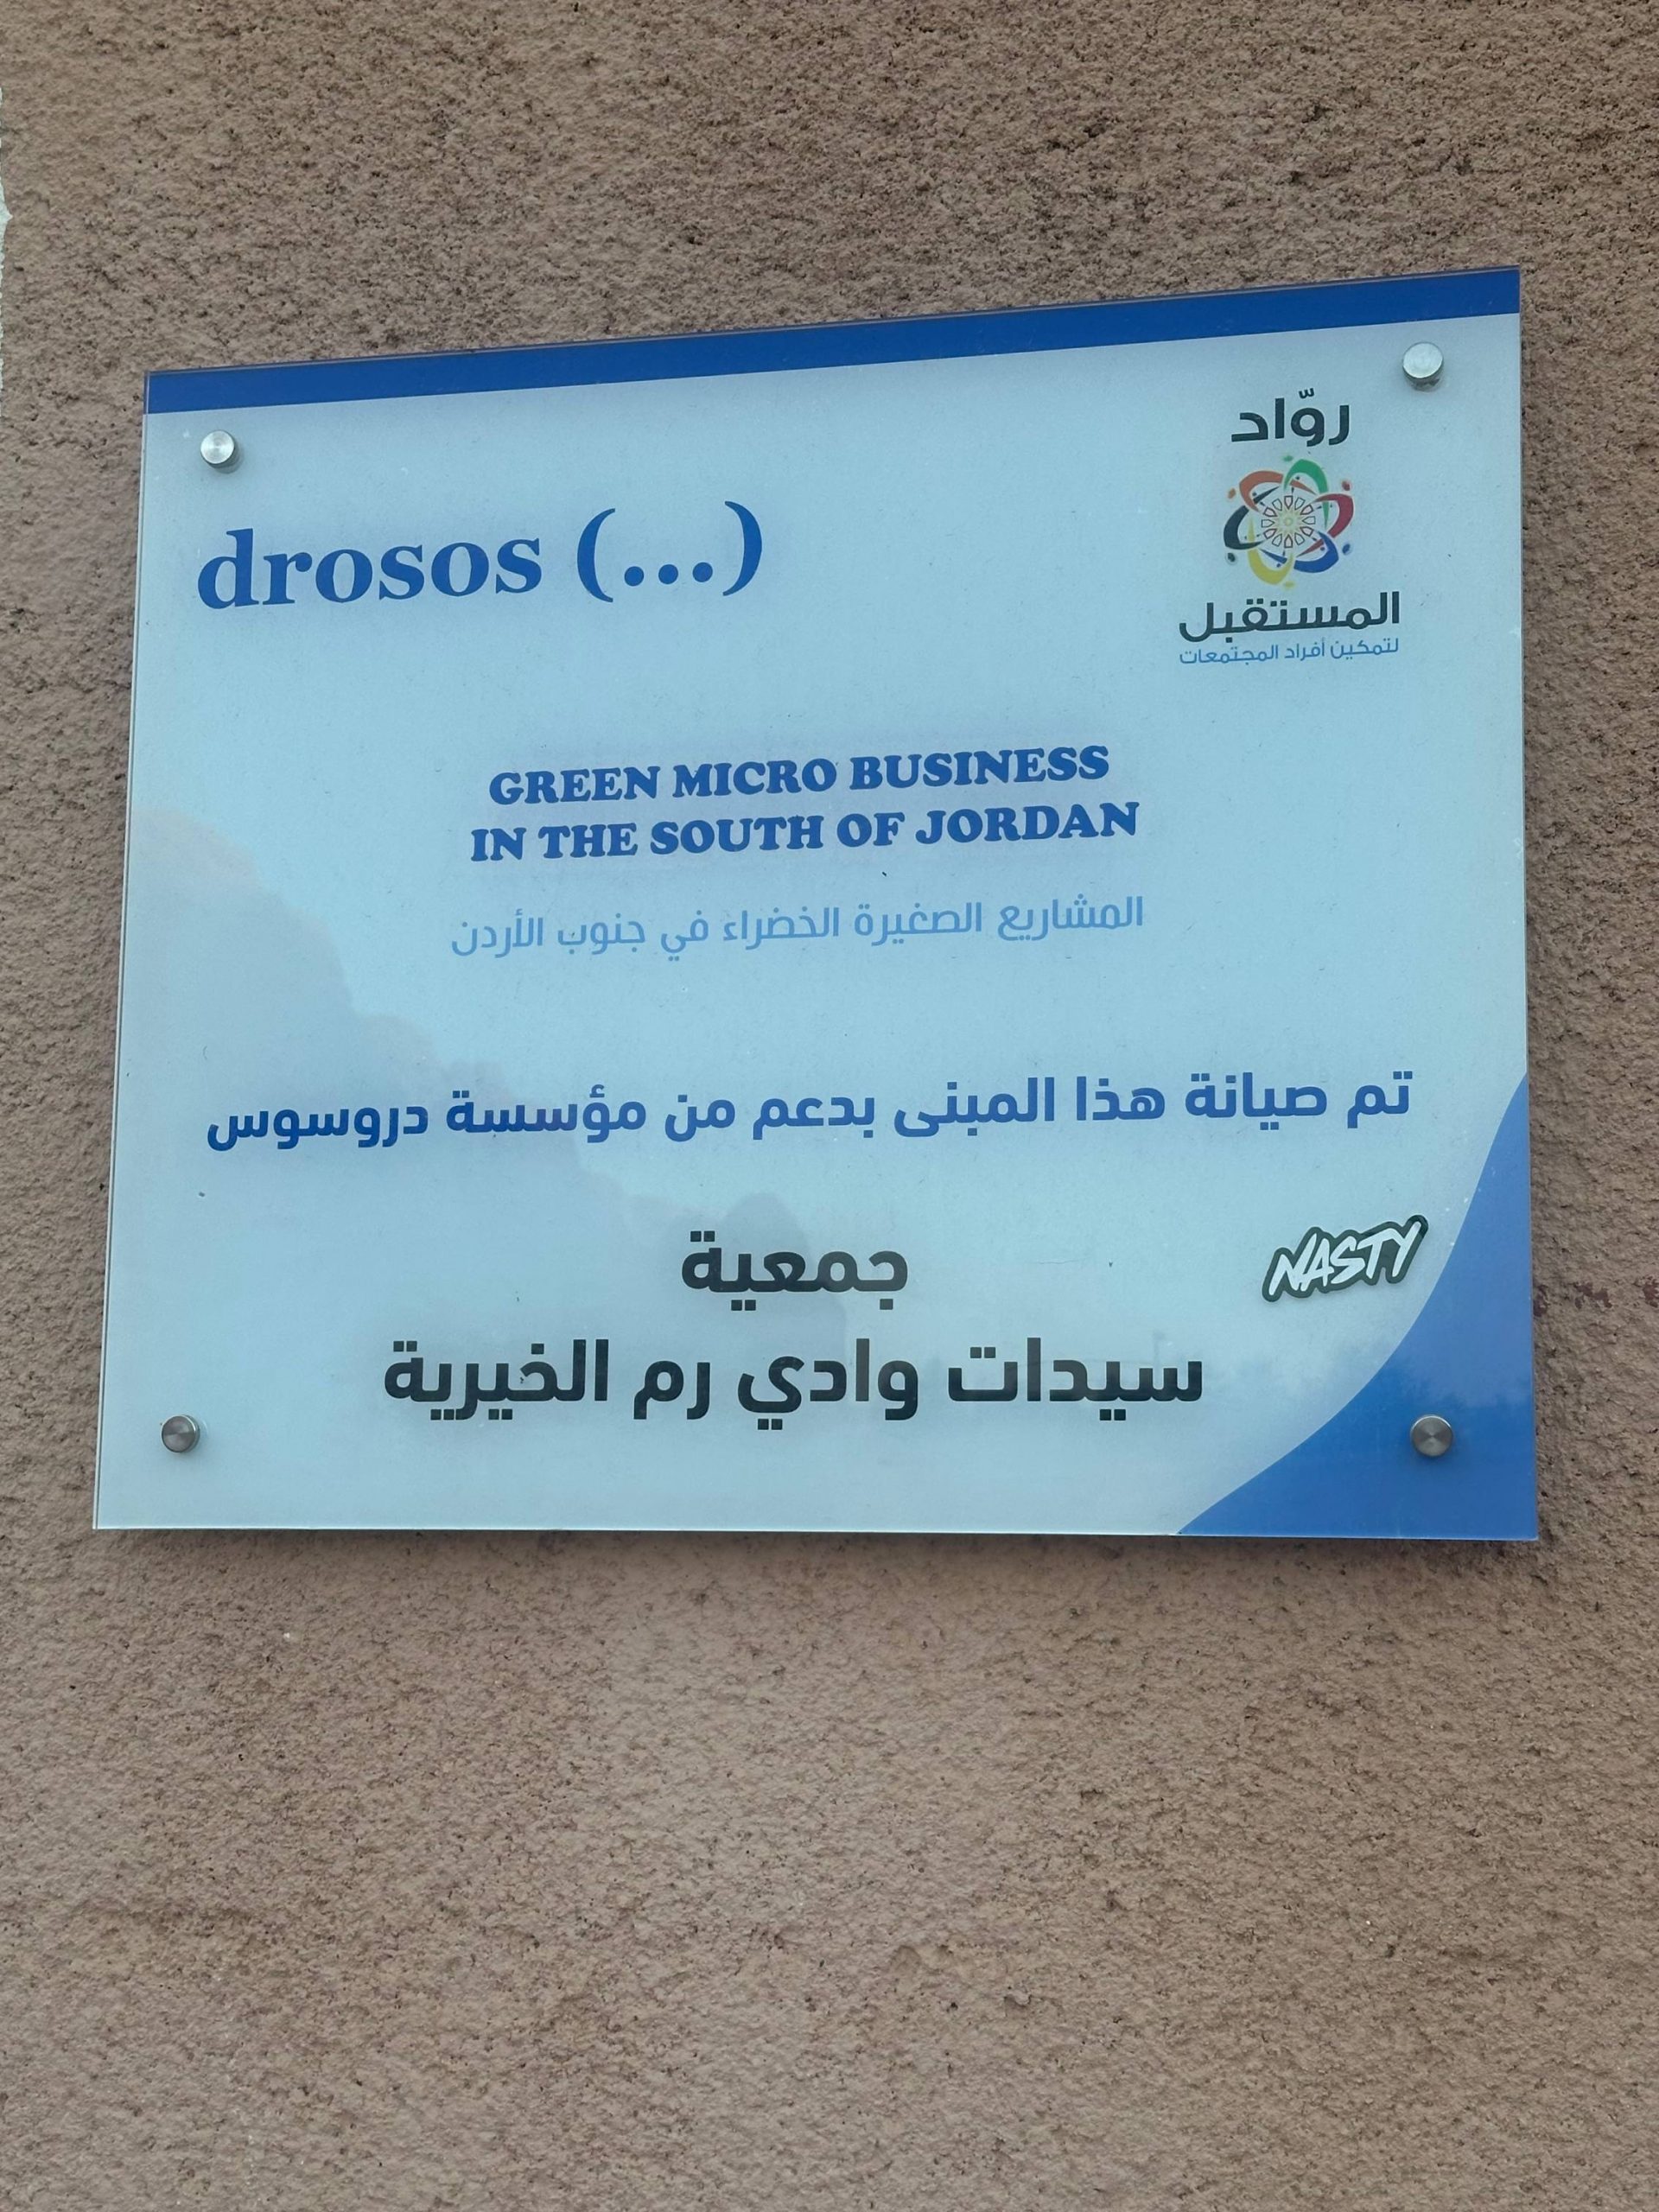 drosos (...)
روّاد
المستقبل
لتمكين أفراد المجتمعات
GREEN MICRO BUSINESS
IN THE SOUTH OF JORDAN
المشاريع الصغيرة الخضراء في جنوب الأردن
تم صيانة هذا المبنى بدعم من مؤسسة دروسوس
جمعية
NASTY
سيدات وادي رم الخيرية